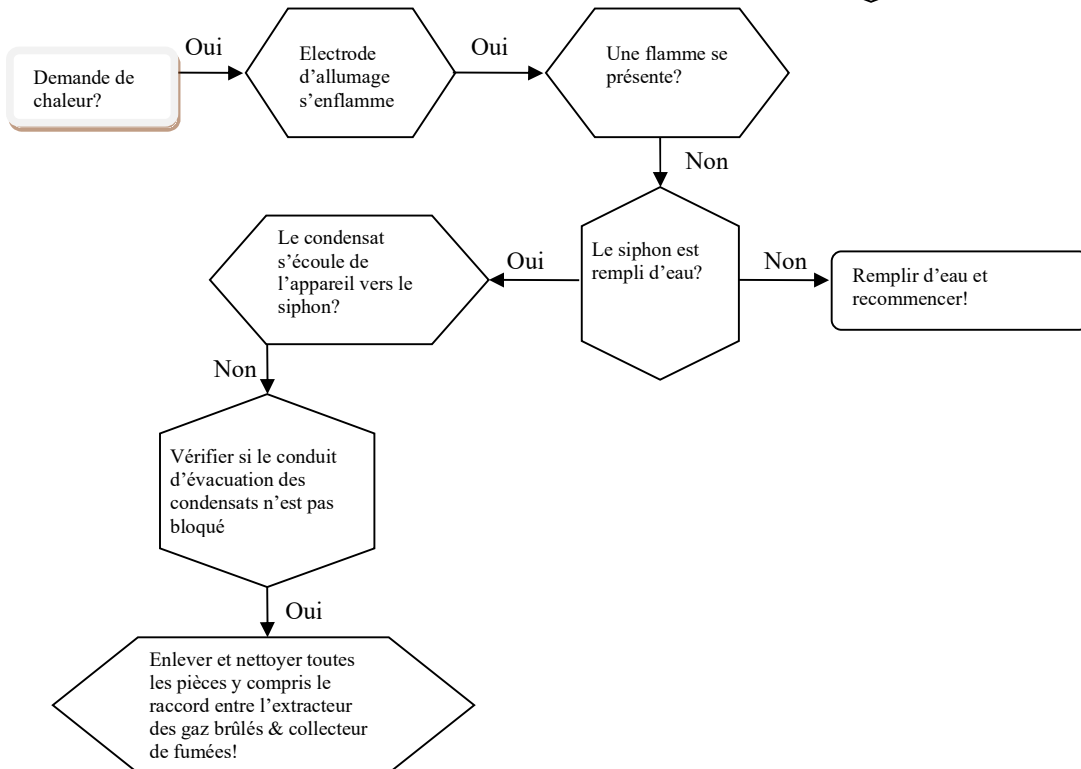 Demande de
chaleur?
Oui
Electrode
d’allumage
s’enflamme
Oui
Une flamme se
présente?
Non
Le siphon est
rempli d’eau?
Non
Remplir d’eau et
recommencer!
Oui
Le condensat
s’écoule de
l’appareil vers le
siphon?
Non
Vérifier si le conduit
d’évacuation des
condensats n’est pas
bloqué
Oui
Enlever et nettoyer toutes
les pièces y compris le
raccord entre l’extracteur
des gaz brûlés & collecteur
de fumées!